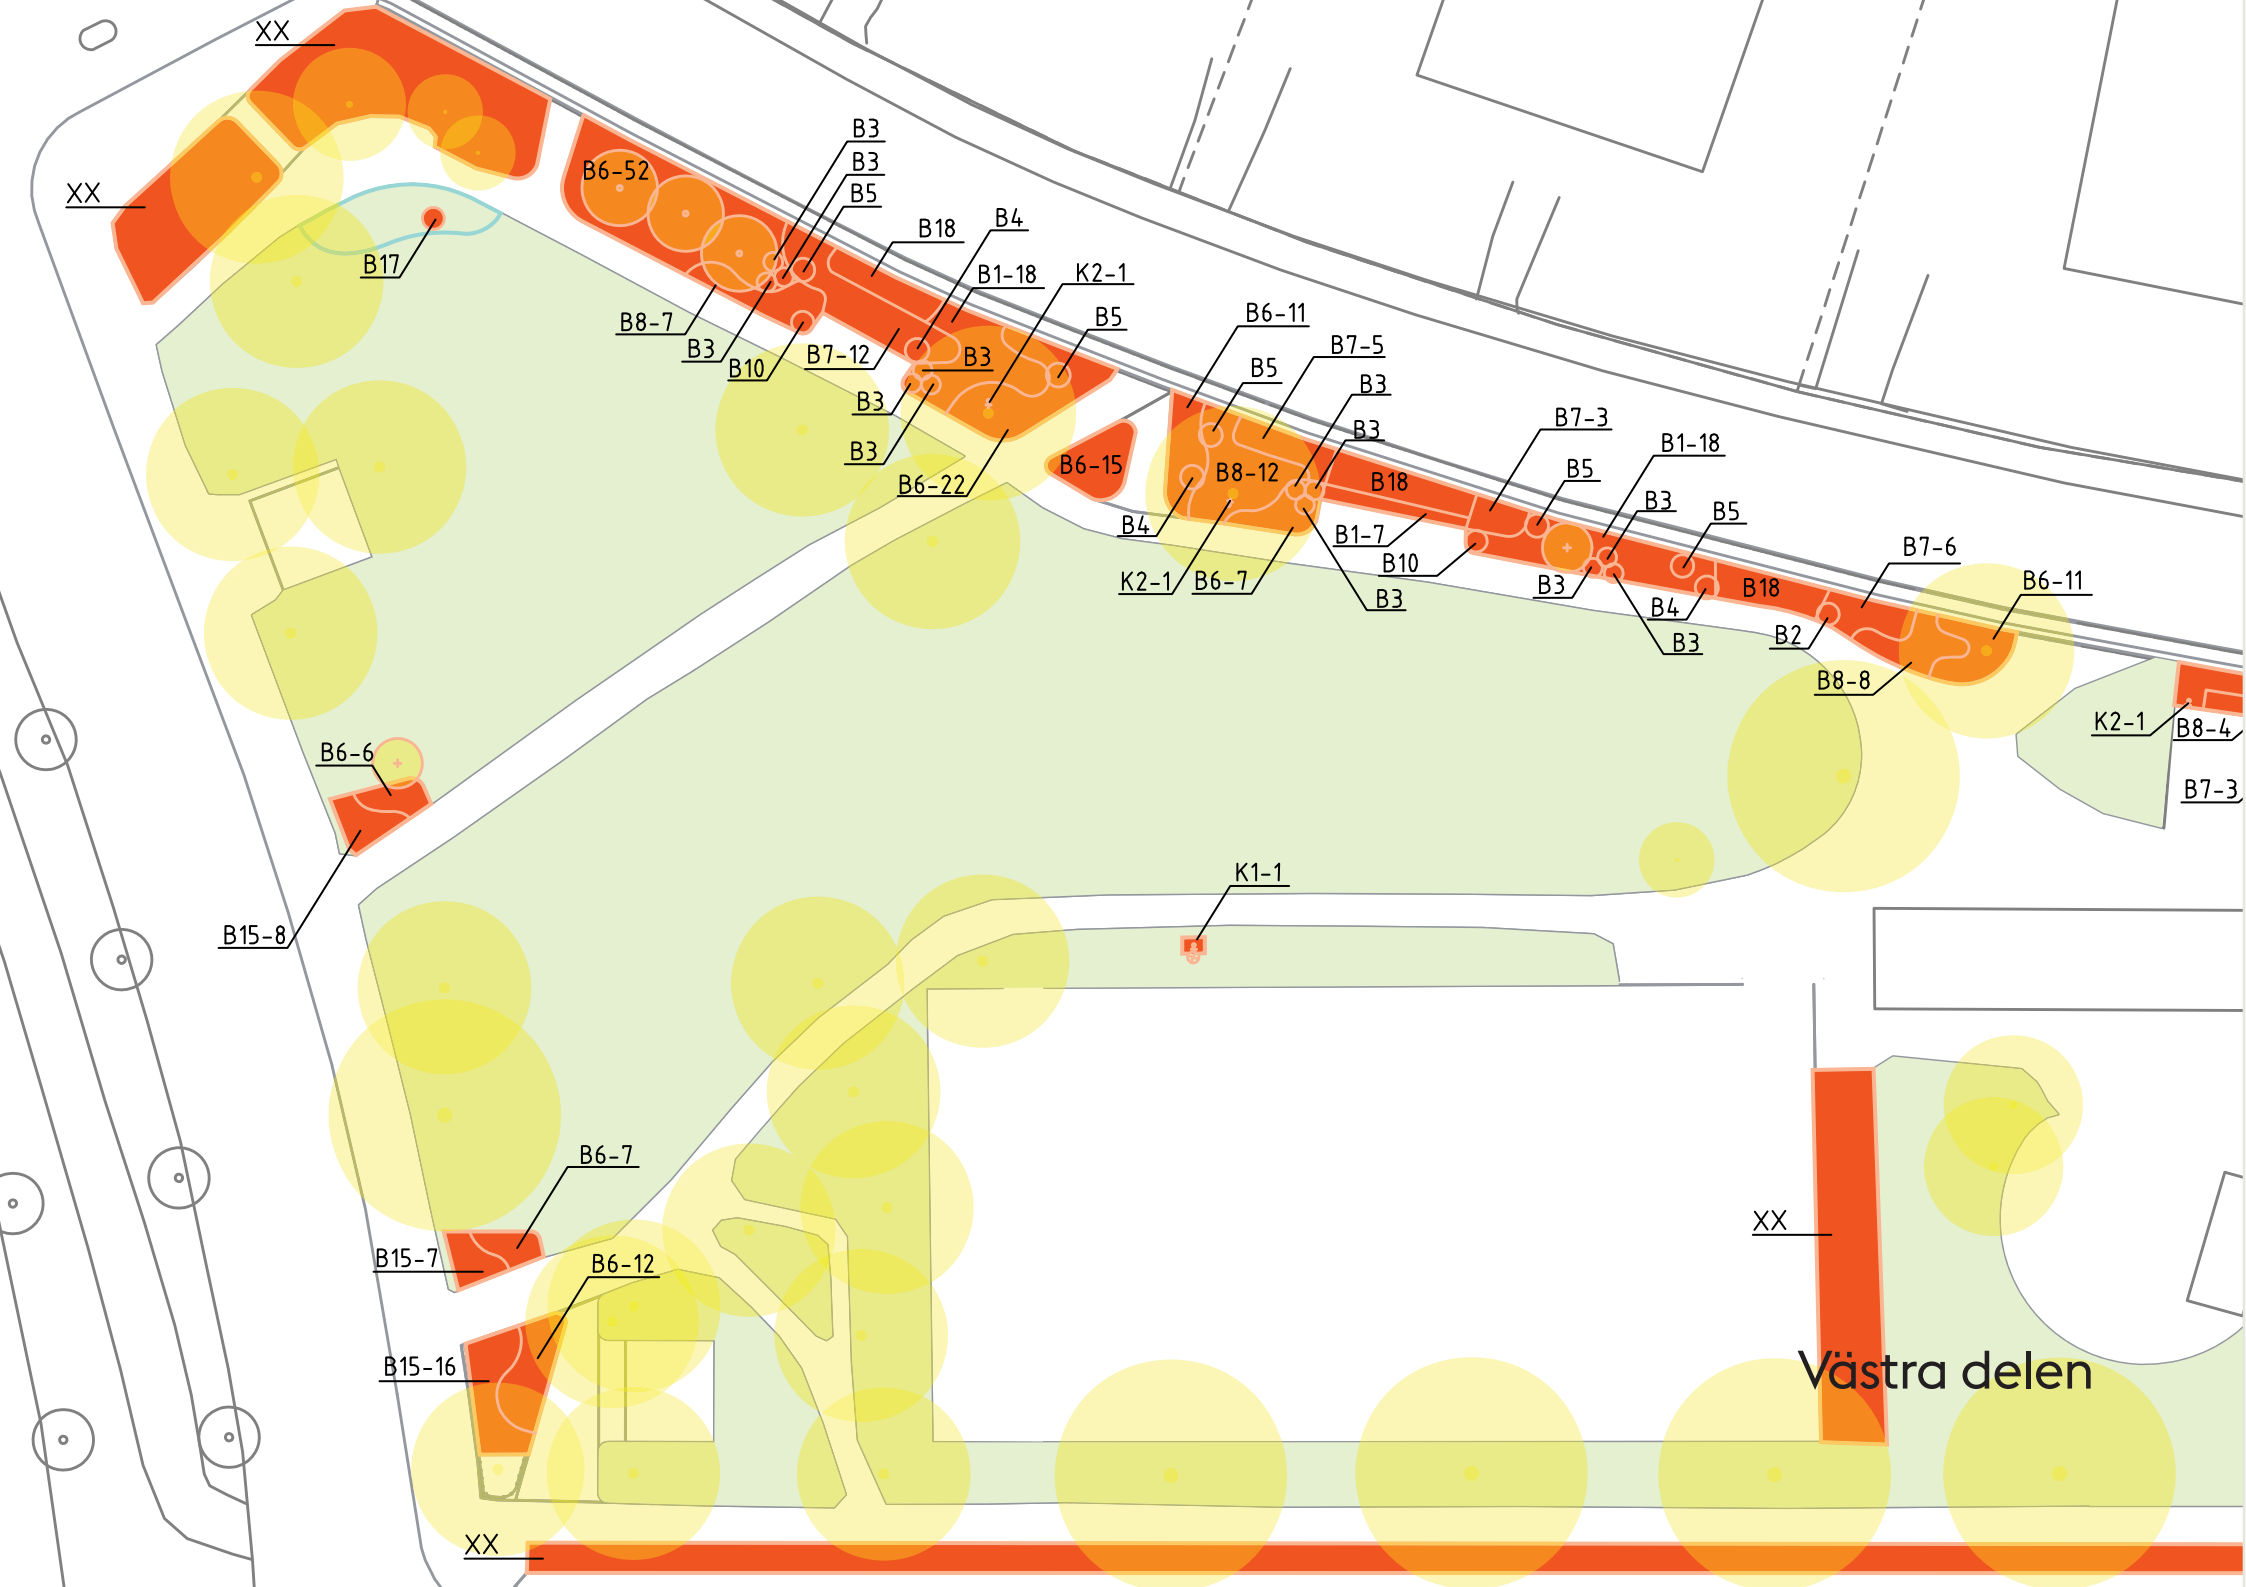 XX
B3
B3
B6-52
B5
XX
B4
B18
B17
B1-18
K2-1
B8-7
B5
B6-11
B3
B7-12
B3
B7-5
B10
B5
B3
B3
B3
B7-3
B3
B1-18
B6-15
B8-12
B5
B6-22
B18
B3
B4
B5
B1-7
B7-6
B10
K2-1
B6-7
B3
B18
B6-11
B3
B4
B2
B3
B8-8
K2-1
B8-4
B6-6
B7-3
K1-1
B15-8
B6-7
XX
B15-7
B6-12
B15-16
Västra delen
XX